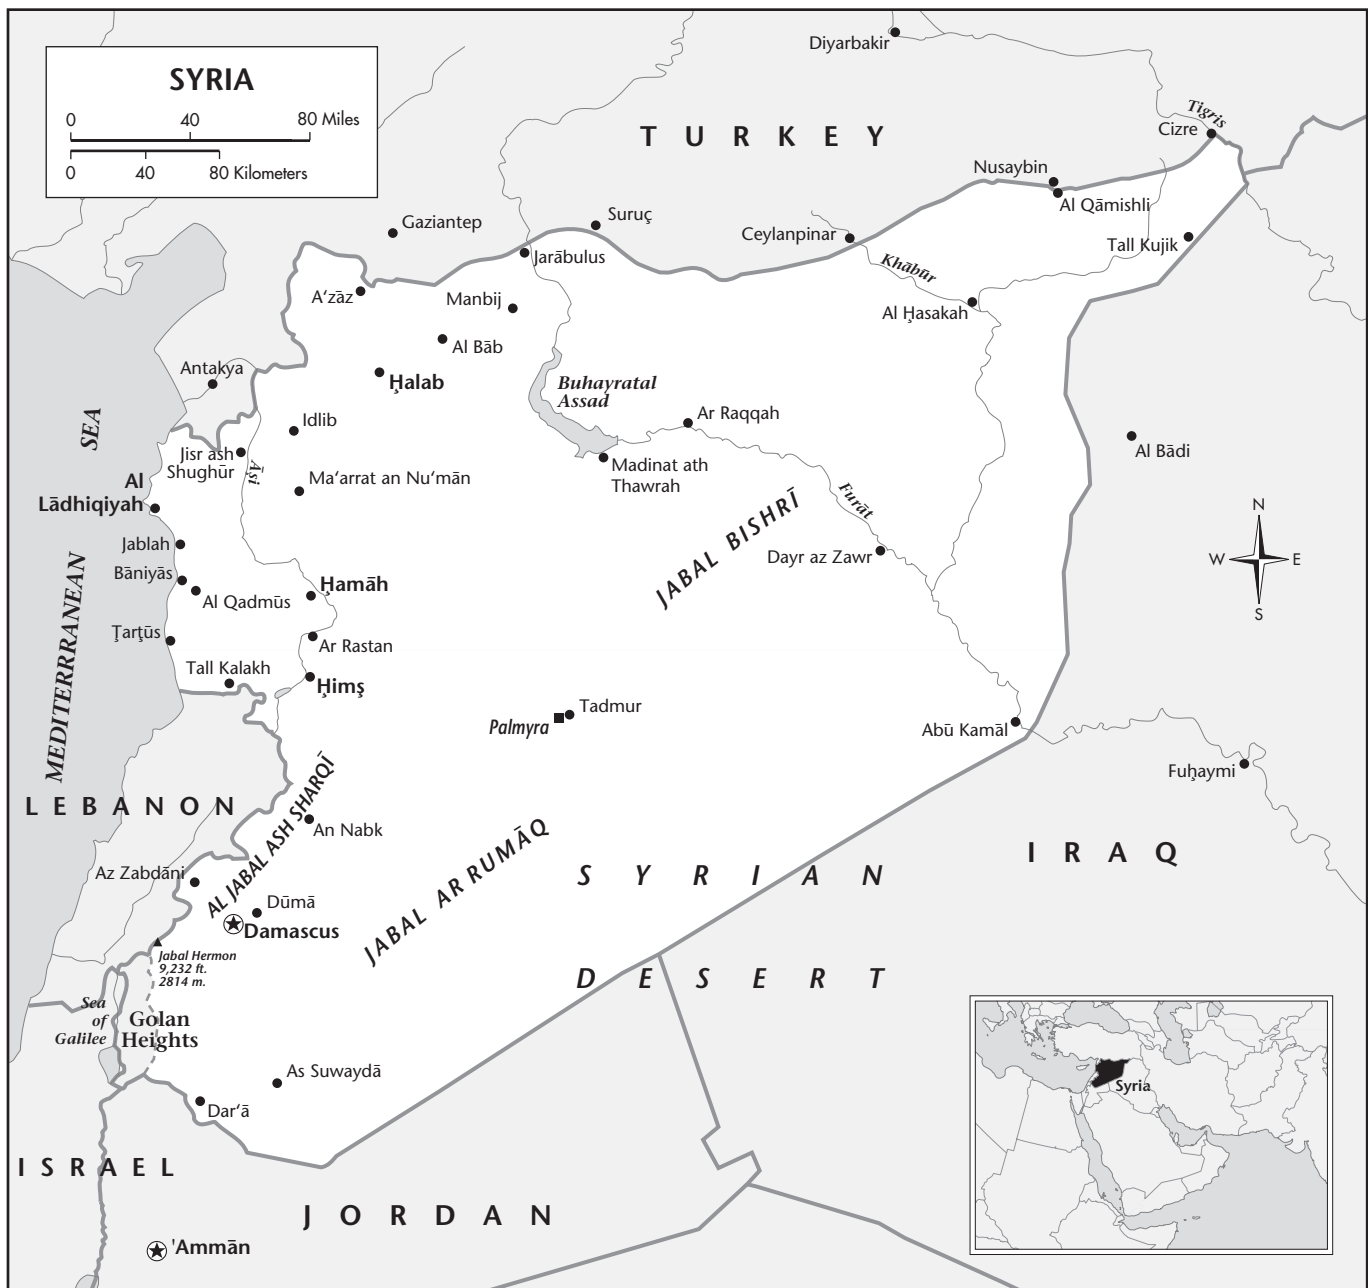 SYRIA
0 40 80 Miles
0 40 80 Kilometers
Diyarbakir
TURKEY
Tigris
Cizre
Nusaybin
Al Qāmishli
Gaziantep
Suruç
Ceylanpinar
Tall Kujik
Jarābulus
Khābūr
A‘zāz
Manbij
Al Ḩasakah
Al Bāb
Antakya
Ḩalab
Buhayratal
Assad
SEA
Idlib
Ar Raqqah
Al Bādi
Jisr ash
Shughūr
Āşi
Madinat ath
Thawrah
Ma‘arrat an Nu‘mān
Al
Lādhiqiyah
Furāt
JABAL BISHRĪ
N
W E
S
Jablah
Dayr az Zawr
Bāniyās
Ḩamāh
Al Qadmūs
MEDITERRANEAN
Ţarţūs
Ar Rastan
Tall Kalakh
Ḩimş
Tadmur
Palmyra
Abū Kamāl
Fuḩaymi
LEBANON
AL JABAL ASH SHARQĪ
An Nabk
JABAL AR RUMĀQ
IRAQ
Az Zabdāni
SYRIAN
Dūmā
Damascus
Jabal Hermon
9,232 ft.
2814 m.
DESERT
Sea
of
Galilee
Golan
Heights
As Suwaydā
Syria
Dar‘ā
ISRAEL
JORDAN
'Ammān